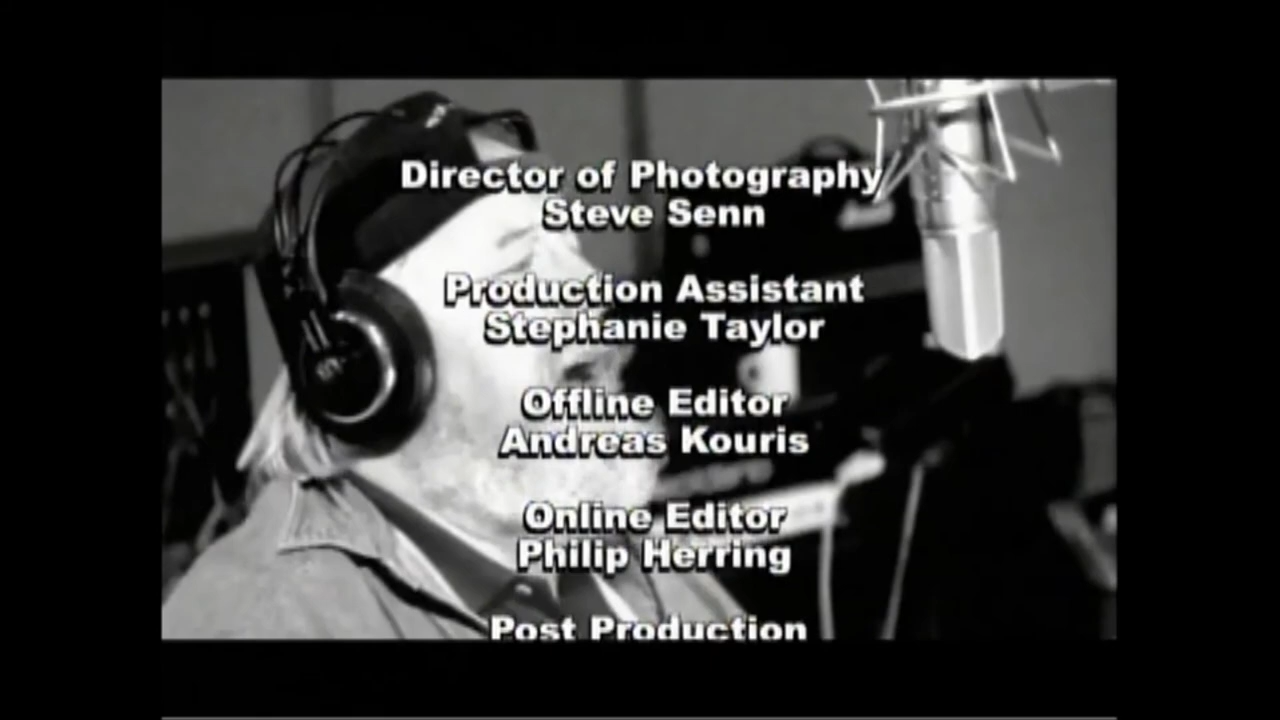 Director of Photography
Steve Senn
Production Assistant
Stephanie Taylor
Offline Editor
Andreas Kouris
Online Editor
Philip Herring
Post Production